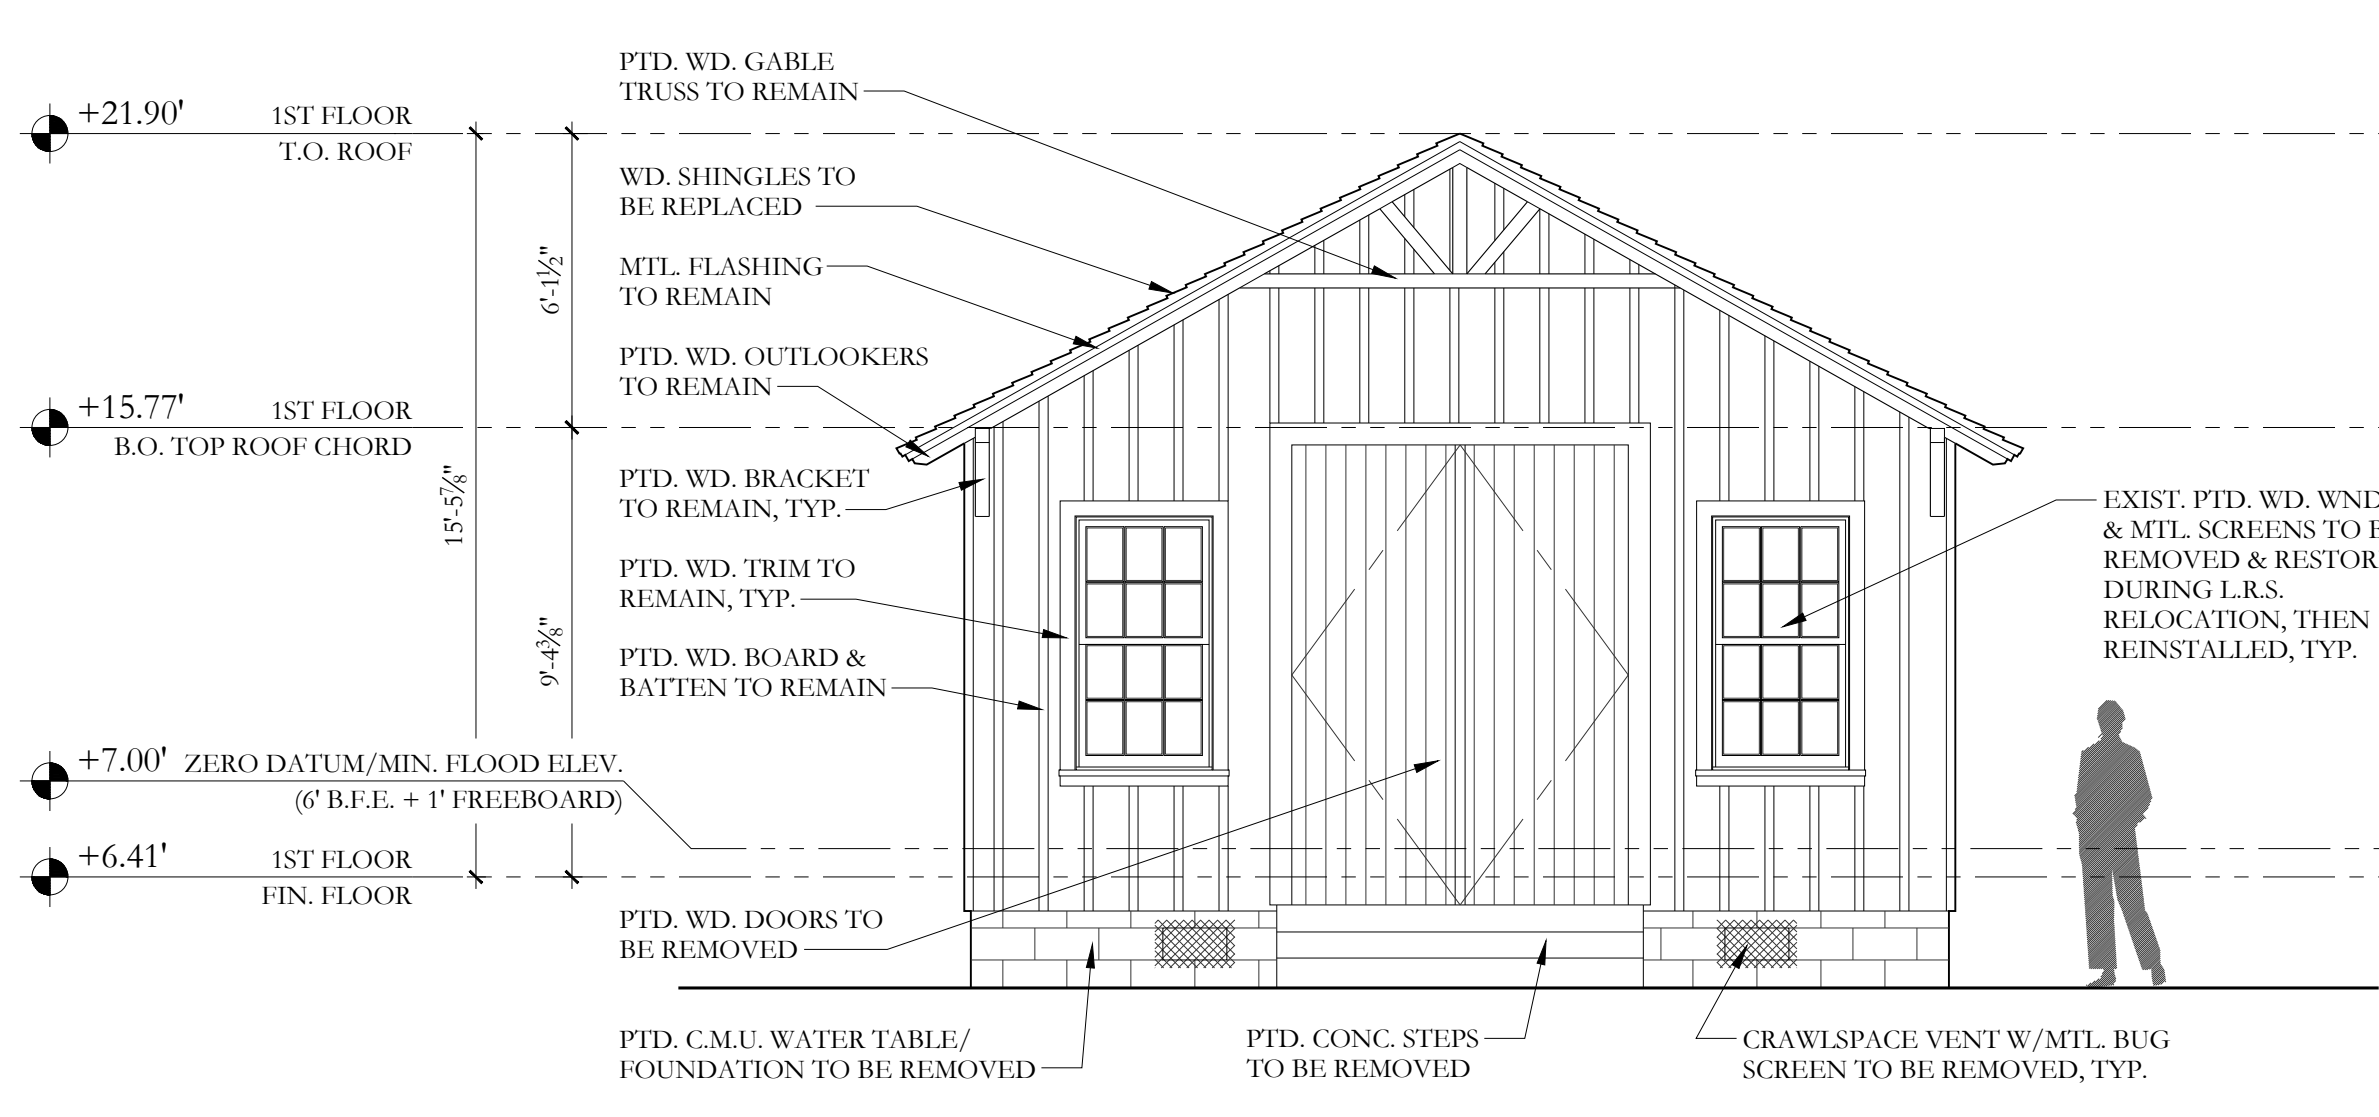 PTD. WD. GABLE
TRUSS TO REMAIN
+21.90' 1ST FLOOR
T.O. ROOF
WD. SHINGLES TO
BE REPLACED
6'-1½"
MTL. FLASHING
TO REMAIN
PTD. WD. OUTLOOKERS
TO REMAIN
+15.77' 1ST FLOOR
B.O. TOP ROOF CHORD
15'-5⅞"
PTD. WD. BRACKET
TO REMAIN, TYP.
EXIST. PTD. WD. WND
& MTL. SCREENS TO
REMOVED & RESTOR
DURING L.R.S.
RELOCATION, THEN
REINSTALLED, TYP.
PTD. WD. TRIM TO
REMAIN, TYP.
9'-4⅜"
PTD. WD. BOARD &
BATTEN TO REMAIN
+7.00' ZERO DATUM/MIN. FLOOD ELEV.
(6' B.F.E. + 1' FREEBOARD)
+6.41' 1ST FLOOR
FIN. FLOOR
PTD. WD. DOORS TO
BE REMOVED
PTD. C.M.U. WATER TABLE/
FOUNDATION TO BE REMOVED
PTD. CONC. STEPS
TO BE REMOVED
CRAWLSPACE VENT W/MTL. BUG
SCREEN TO BE REMOVED, TYP.